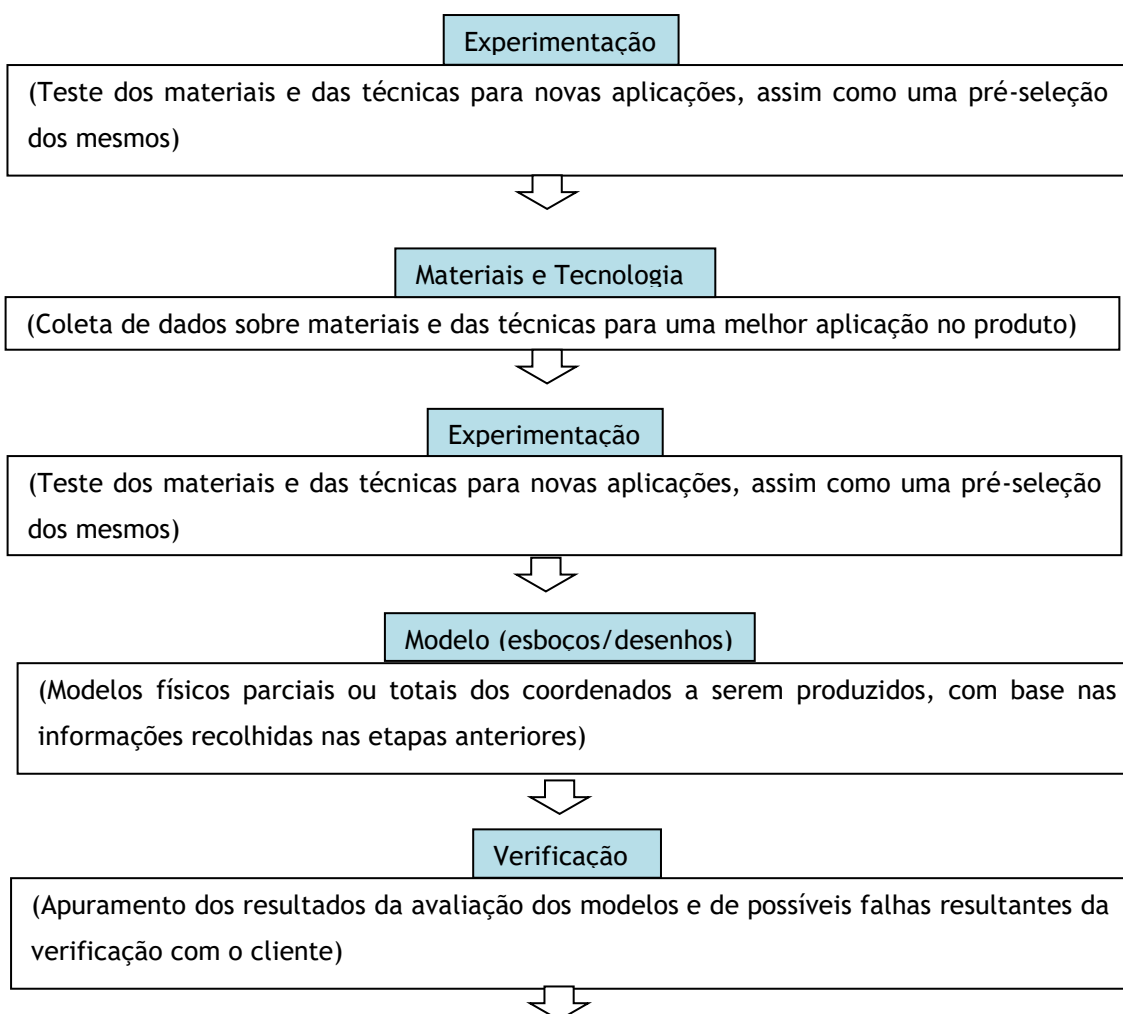 Experimentação
(Teste dos materiais e das técnicas para novas aplicações, assim como uma pré-seleção
dos mesmos)
Materiais e Tecnologia
(Coleta de dados sobre materiais e das técnicas para uma melhor aplicação no produto)
Experimentação
(Teste dos materiais e das técnicas para novas aplicações, assim como uma pré-seleção
dos mesmos)
Modelo (esboços/desenhos)
(Modelos físicos parciais ou totais dos coordenados a serem produzidos, com base nas
informações recolhidas nas etapas anteriores)
Verificação
(Apuramento dos resultados da avaliação dos modelos e de possíveis falhas resultantes da
verificação com o cliente)